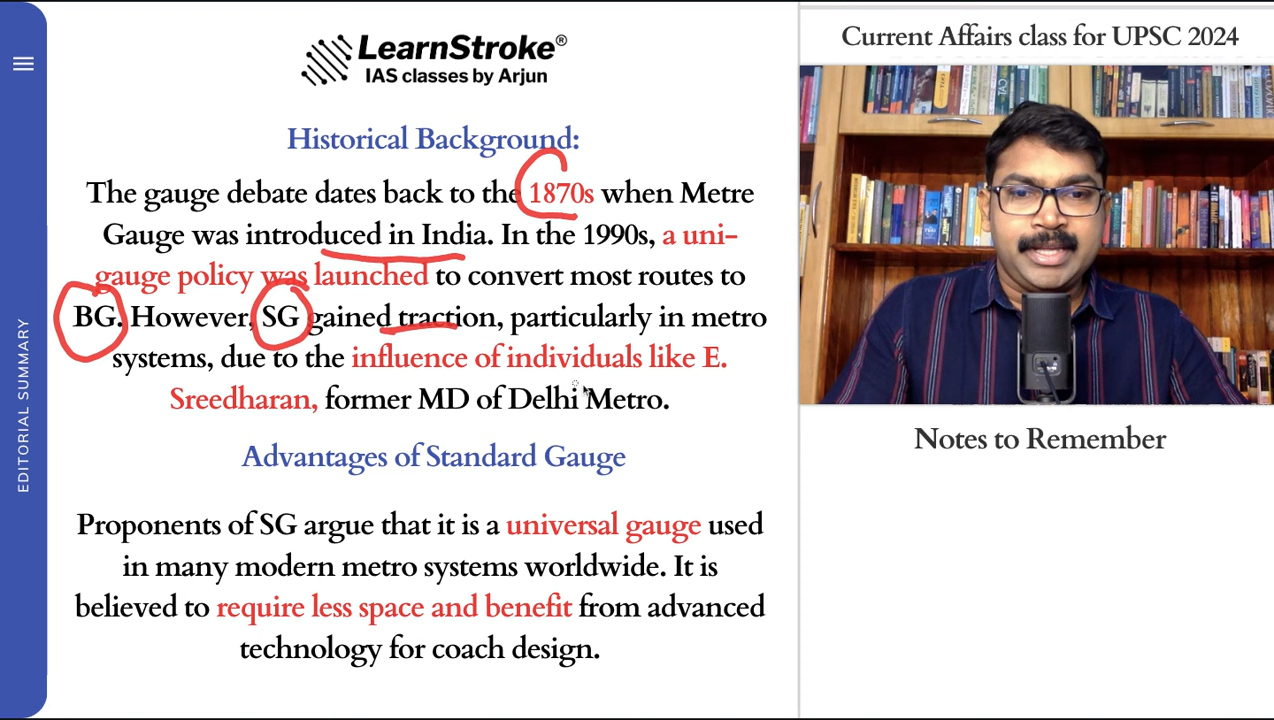 LearnStroke®
IAS classes by Arjun
Historical Background:
The gauge debate dates back to the 1870s when Metre
Gauge was introduced in India. In the 1990s, a uni-
gauge policy was launched to convert most routes to
BG. However, SG gained traction, particularly in metro
systems, due to the influence of individuals like E.
Sreedharan, former MD of Delhi Metro.
Advantages of Standard Gauge
Proponents of SG argue that it is a universal gauge used
in many modern metro systems worldwide. It is
believed to require less space and benefit from advanced
technology for coach design.
EDITORIAL SUMMARY
Current Affairs class for UPSC 2024
Notes to Remember